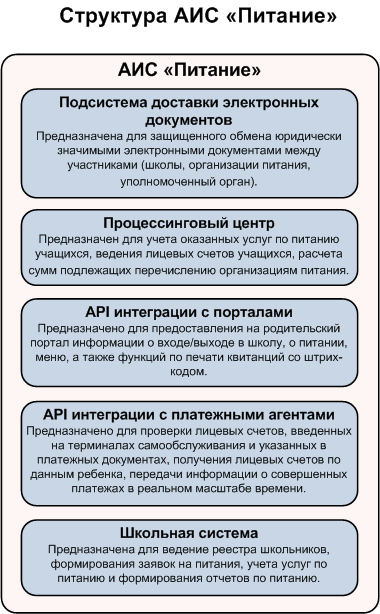 Структура АИС «Питание»
АИС «Питание»
Подсистема доставки электронных
документов
Предназначена для защищенного обмена юридически
значимыми электронными документами между
участниками (школы, организации питания,
уполномоченный орган).
Процессинговый центр
Предназначен для учета оказанных услуг по питанию
учащихся, ведения лицевых счетов учащихся, расчета
сумм подлежащих перечислению организациям питания.
API интеграции с порталами
Предназначено для предоставления на родительский
портал информации о входе/выходе в школу, о питании,
меню, а также функций по печати квитанций со штрих-
кодом.
API интеграции с платежными агентами
Предназначено для проверки лицевых счетов, введенных
на терминалах самообслуживания и указанных в
платежных документах, получения лицевых счетов по
данным ребенка, передачи информации о совершенных
платежах в реальном масштабе времени.
Школьная система
Предназначена для ведение реестра школьников,
формирования заявок на питания, учета услуг по
питанию и формирования отчетов по питанию.